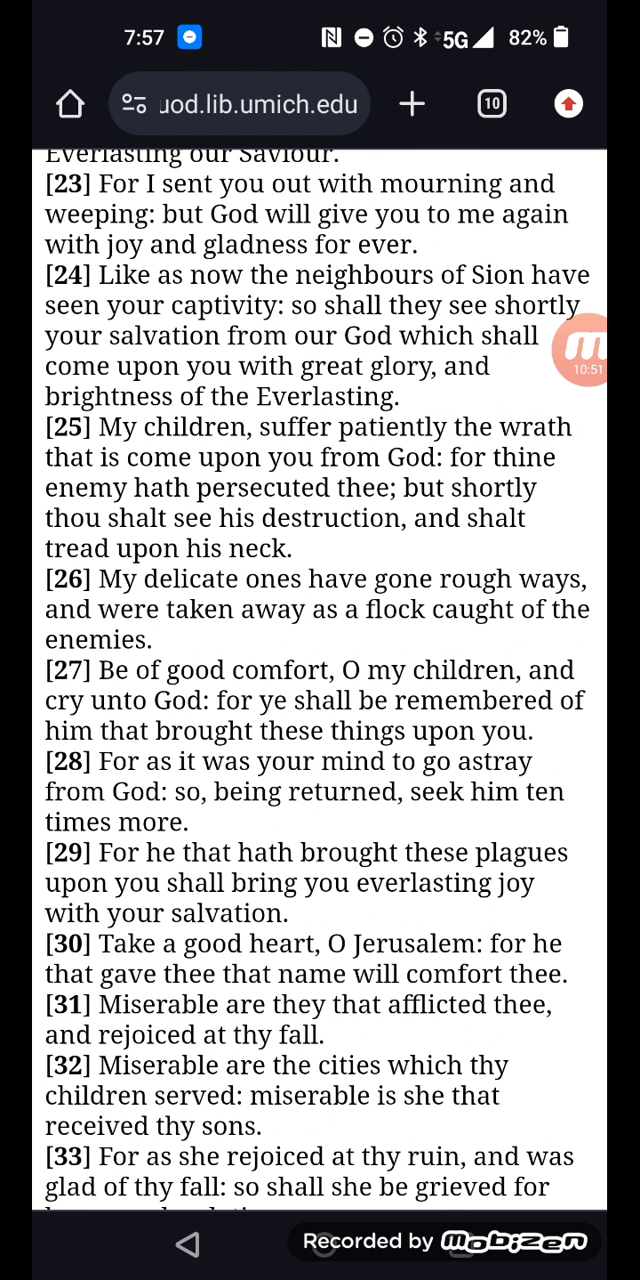 7:57
5G 82%
uod.lib.umich.edu
10
Everlasting our Saviour.
[23] For I sent you out with mourning and
weeping: but God will give you to me again
with joy and gladness for ever.
[24] Like as now the neighbours of Sion have
seen your captivity: so shall they see shortly
your salvation from our God which shall
come upon you with great glory, and
brightness of the Everlasting.
10:51
[25] My children, suffer patiently the wrath
that is come upon you from God: for thine
enemy hath persecuted thee; but shortly
thou shalt see his destruction, and shalt
tread upon his neck.
[26] My delicate ones have gone rough ways,
and were taken away as a flock caught of the
enemies.
[27] Be of good comfort, O my children, and
cry unto God: for ye shall be remembered of
him that brought these things upon you.
[28] For as it was your mind to go astray
from God: so, being returned, seek him ten
times more.
[29] For he that hath brought these plagues
upon you shall bring you everlasting joy
with your salvation.
[30] Take a good heart, O Jerusalem: for he
that gave thee that name will comfort thee.
[31] Miserable are they that afflicted thee,
and rejoiced at thy fall.
[32] Miserable are the cities which thy
children served: miserable is she that
received thy sons.
[33] For as she rejoiced at thy ruin, and was
glad of thy fall: so shall she be grieved for
Recorded by mobizen